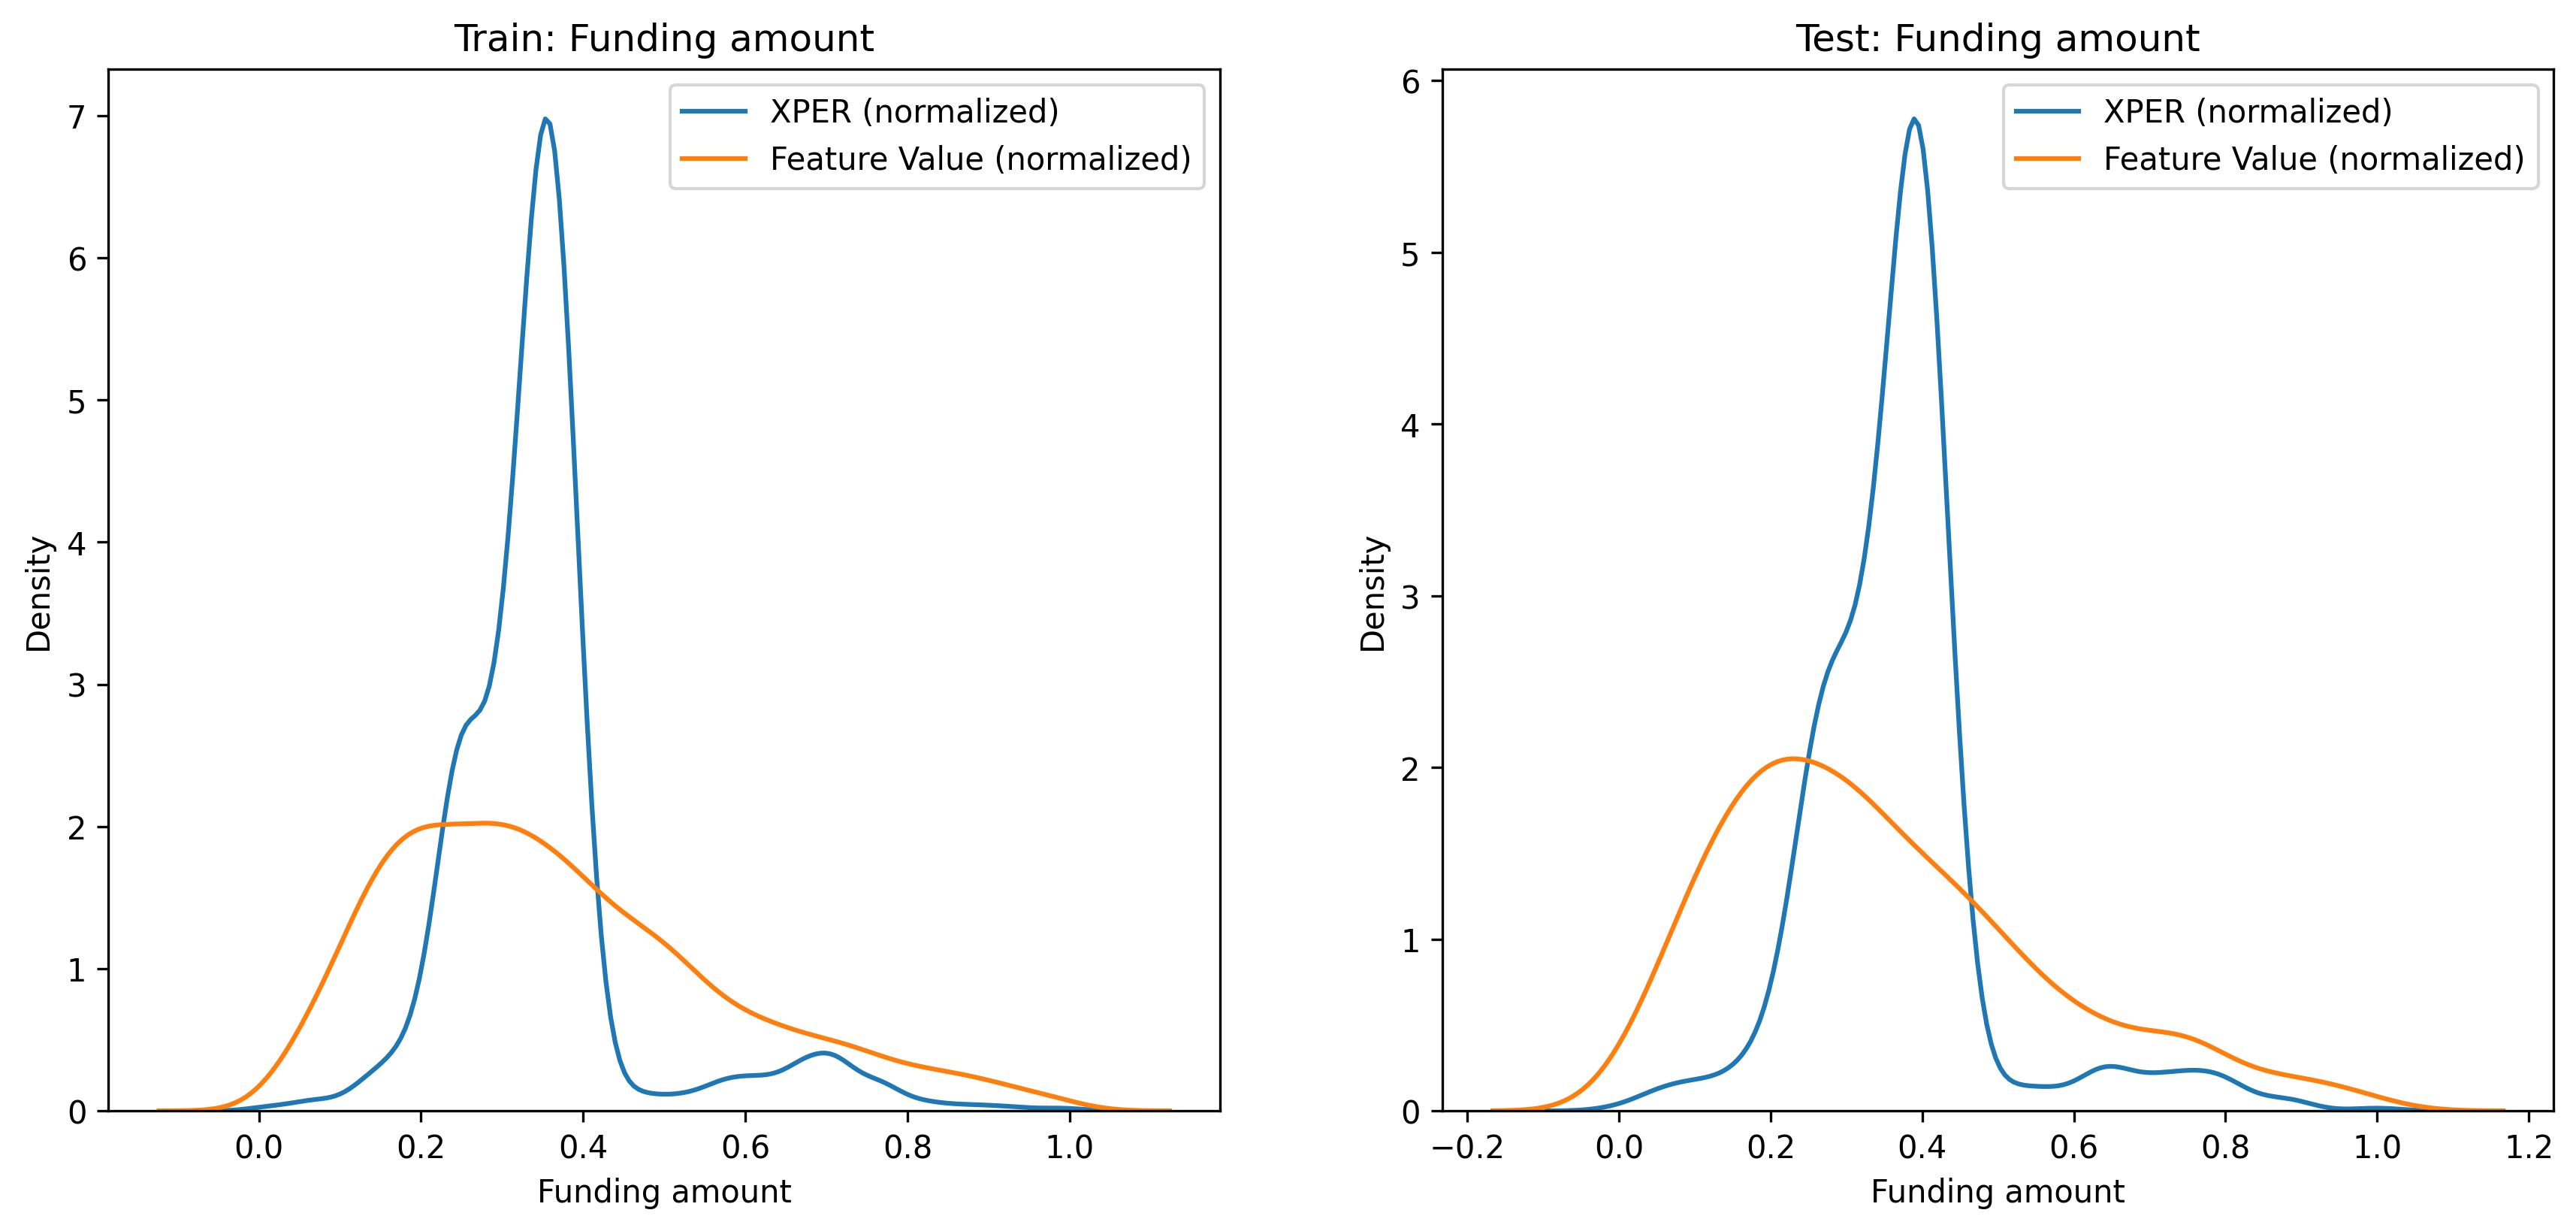 Train: Funding amount
7
6
5
4
3
2
1
0
Density
XPER (normalized)
Feature Value (normalized)
0.0 0.2 0.4 0.6 0.8 1.0
Funding amount
Test: Funding amount
6
5
4
3
2
1
0
Density
XPER (normalized)
Feature Value (normalized)
−0.2 0.0 0.2 0.4 0.6 0.8 1.0 1.2
Funding amount